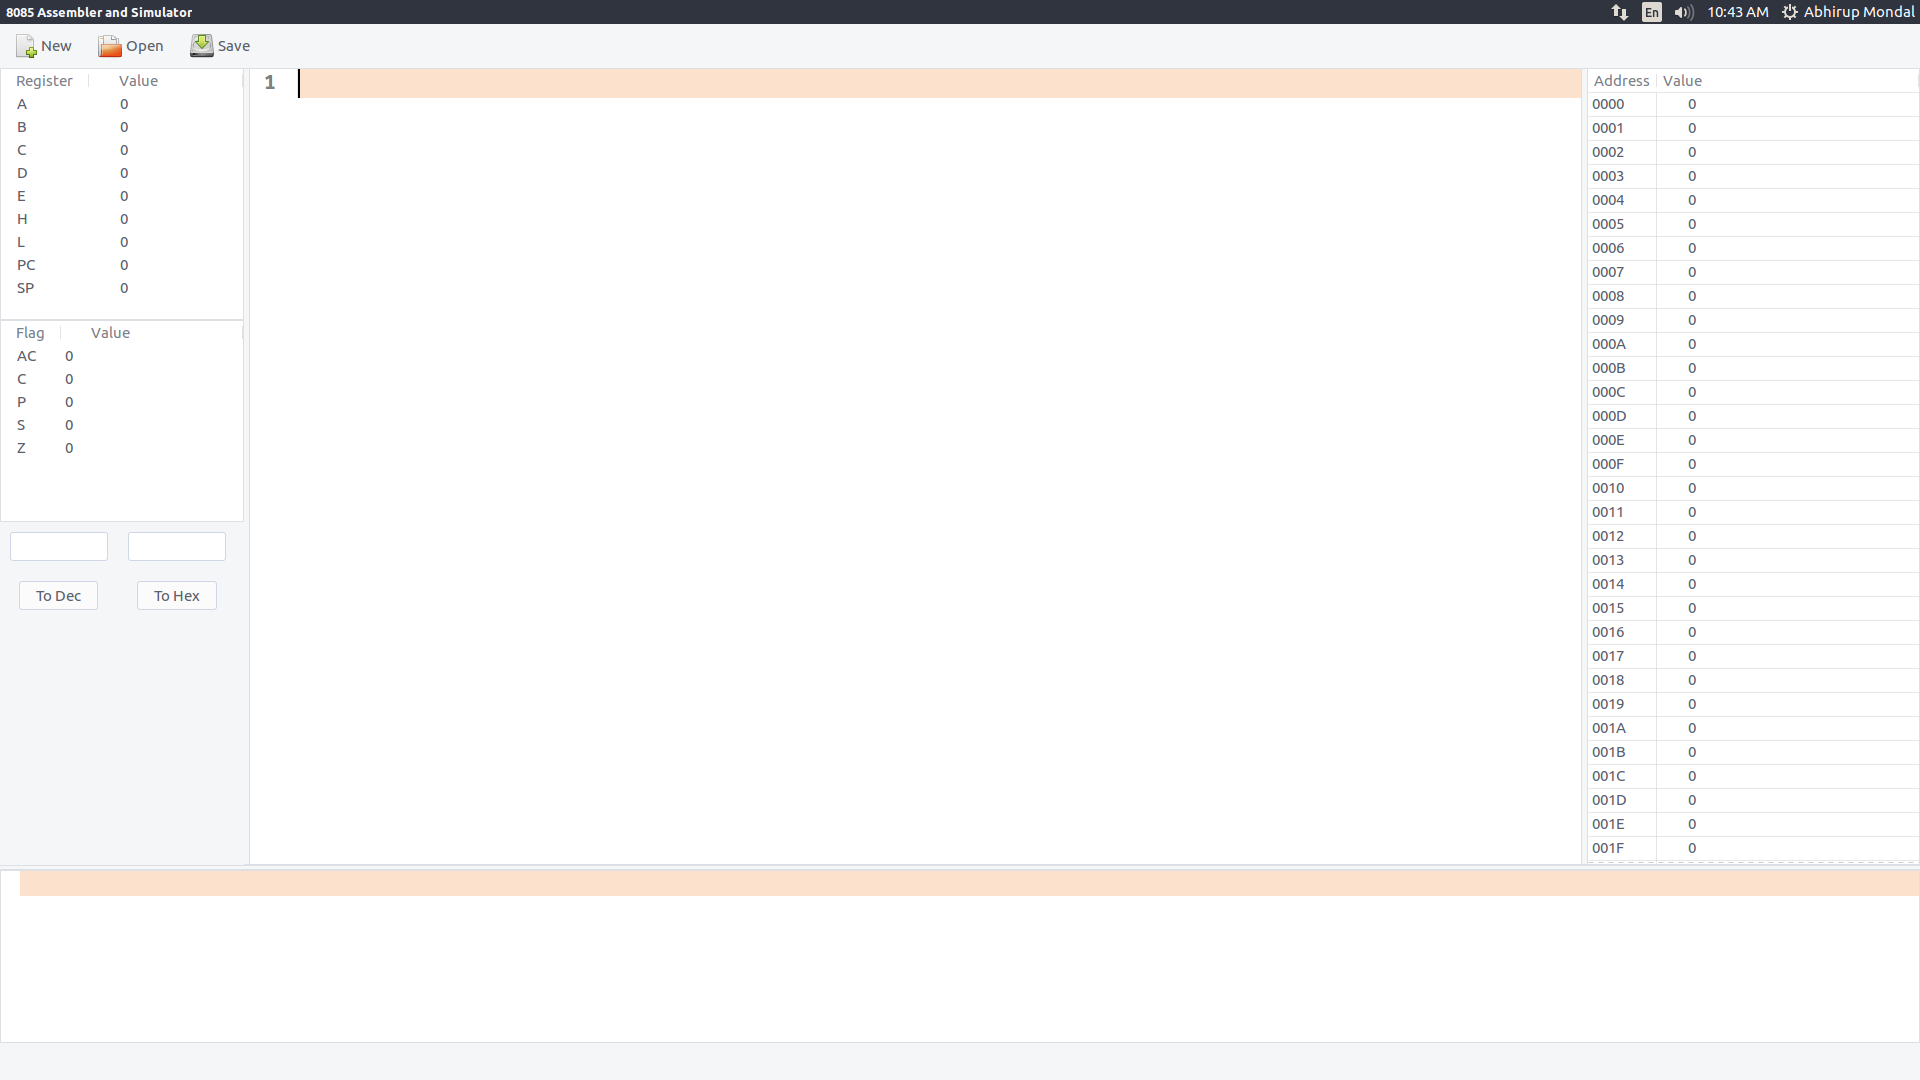 8085 Assembler and Simulator
En 10:43 AM Abhirup Mondal
New Open Save
Register Value
A 0
B 0
C 0
D 0
E 0
H 0
L 0
PC 0
SP 0
Flag Value
AC 0
C 0
P 0
S 0
Z 0
To Dec To Hex
1
Address Value
0000 0
0001 0
0002 0
0003 0
0004 0
0005 0
0006 0
0007 0
0008 0
0009 0
000A 0
000B 0
000C 0
000D 0
000E 0
000F 0
0010 0
0011 0
0012 0
0013 0
0014 0
0015 0
0016 0
0017 0
0018 0
0019 0
001A 0
001B 0
001C 0
001D 0
001E 0
001F 0